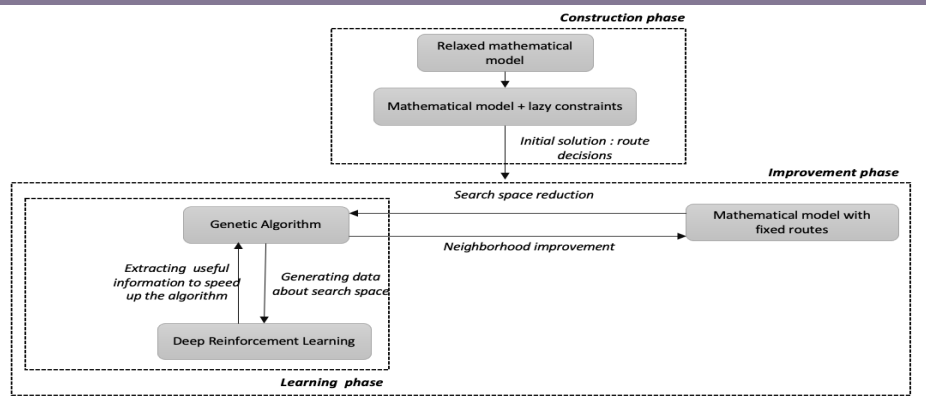 Construction phase
Relaxed mathematical
model
Mathematical model + lazy constraints
Initial solution : route
decisions
Improvement phase
Search space reduction
Genetic Algorithm
Mathematical model with
fixed routes
Neighborhood improvement
Extracting useful
information to speed
up the algorithm
Generating data
about search space
Deep Reinforcement Learning
Learning phase